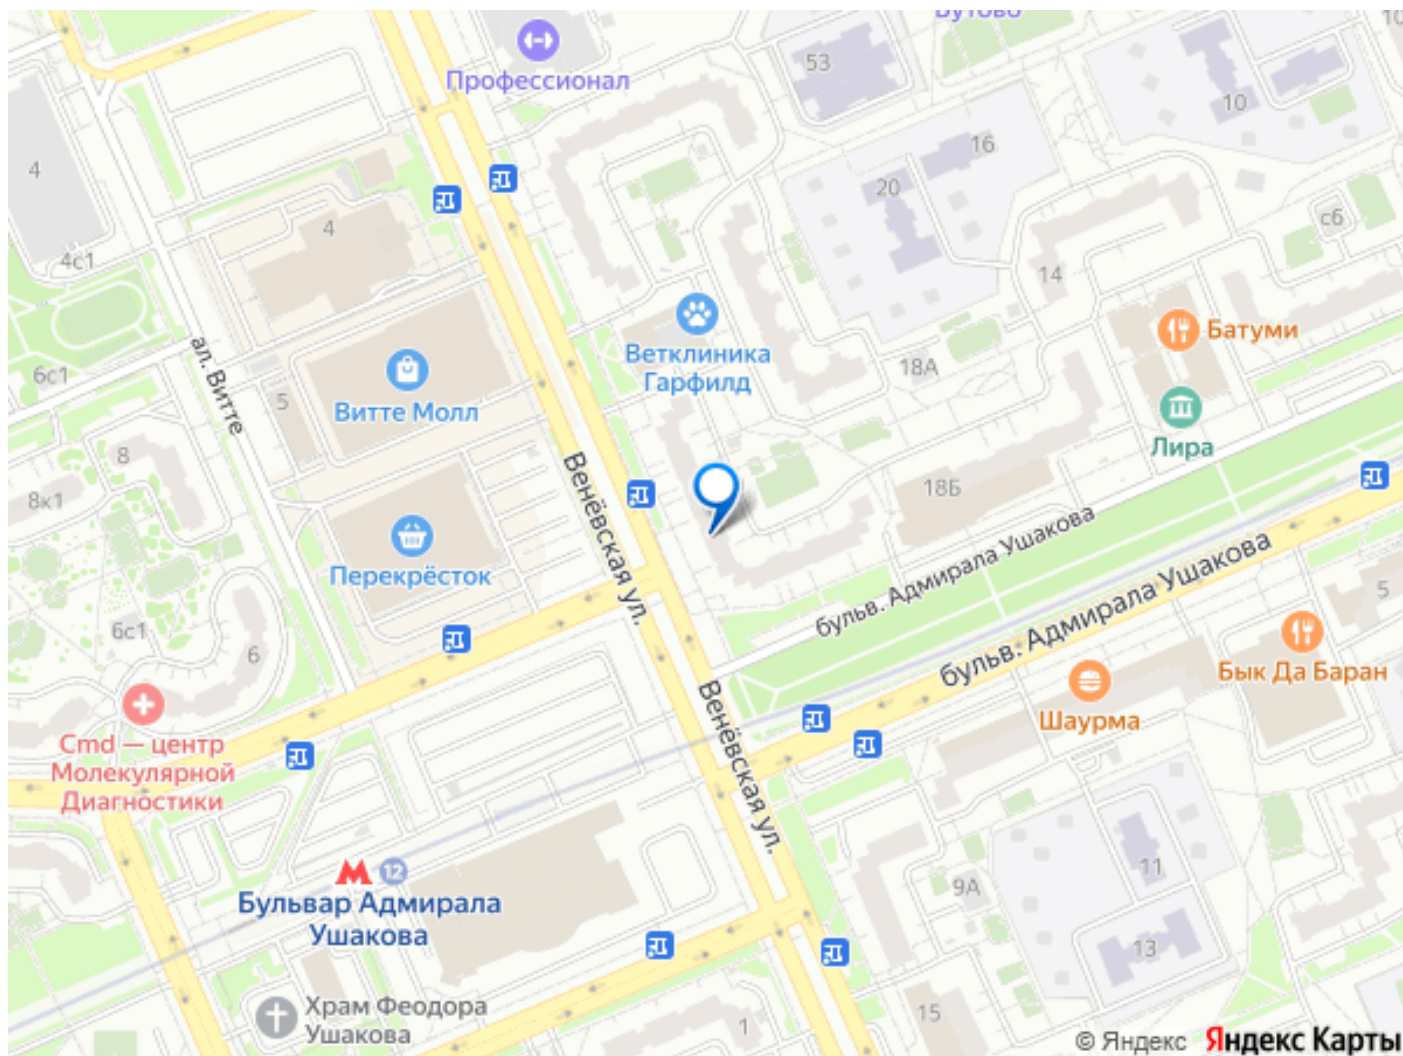 Бутово
Профессионал
53
10
10
16
4
20
4
4с1
с6
14
Ветклиника
Гарфилд
Батуми
18А
6с1
ал. Витте
5
Витте Молл
Лира
8
8к1
Венёвская ул.
18Б
Перекрёсток
бульв. Адмирала Ушакова
бульв. Адмирала Ушакова
5
6с1
6
Бык Да Баран
Шаурма
Cmd — центр
Молекулярной
Диагностики
Венёвская ул.
12
Бульвар Адмирала
Ушакова
9А
11
13
Храм Феодора
Ушакова
1
15
© Яндекс Яндекс Карты